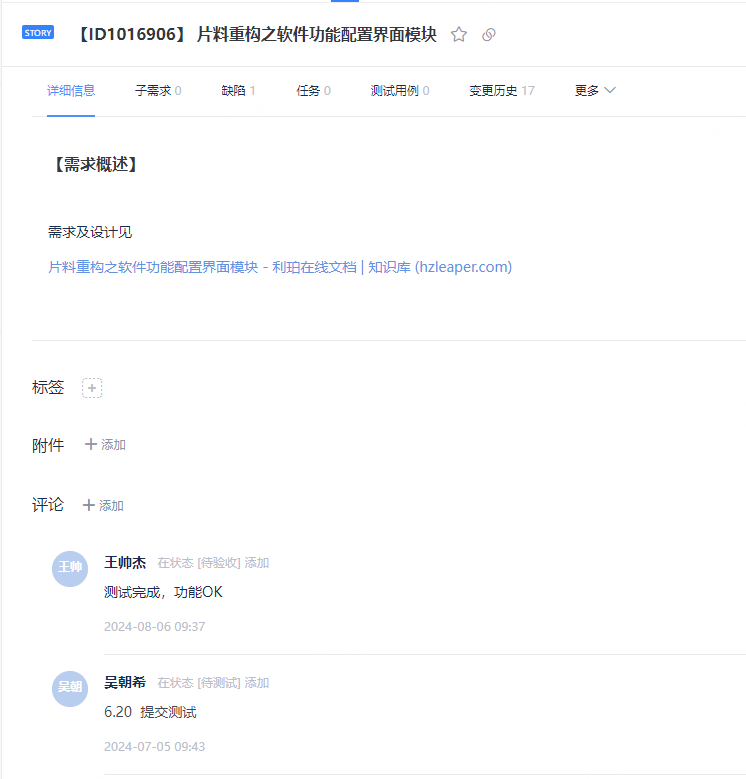 STORY 【ID1016906】 片料重构之软件功能配置界面模块
详细信息 子需求 0 缺陷 1 任务 0 测试用例 0 变更历史 17 更多
【需求概述】
需求及设计见
片料重构之软件功能配置界面模块 - 利珀在线文档 | 知识库 (hzleaper.com)
标签
附件 添加
评论 添加
王帅 王帅杰 在状态 [待验收] 添加
测试完成，功能OK
2024-08-06 09:37
吴朝 吴朝希 在状态 [待测试] 添加
6.20 提交测试
2024-07-05 09:43